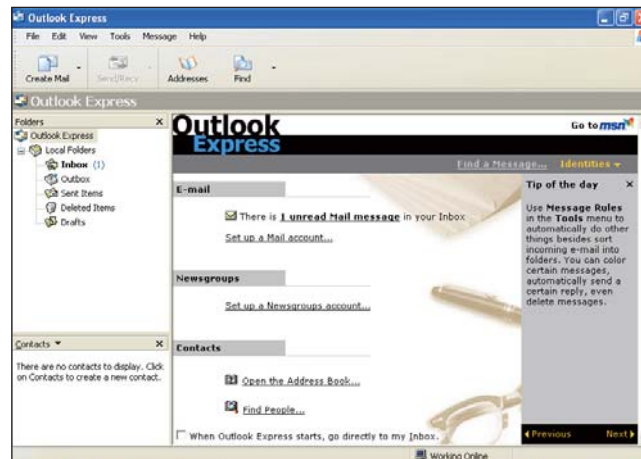 Outlook Express
File Edit View Tools Message Help
Create Mail Send/Recv Addresses Find
Outlook Express
Folders
Outlook Express
Local Folders
Inbox (1)
Outbox
Sent Items
Deleted Items
Drafts
Contacts
There are no contacts to display. Click
on Contacts to create a new contact.
Outlook
Express
Go to msn
Find a Message... Identities
E-mail
There is 1 unread Mail message in your Inbox
Set up a Mail account...
Newsgroups
Set up a Newsgroups account...
Contacts
Open the Address Book...
Find People...
When Outlook Express starts, go directly to my Inbox.
Tip of the day
Use Message Rules
in the Tools menu to
automatically do other
things besides sort
incoming e-mail into
folders. You can color
certain messages,
automatically send a
certain reply, even
delete messages.
Previous Next
Working Online